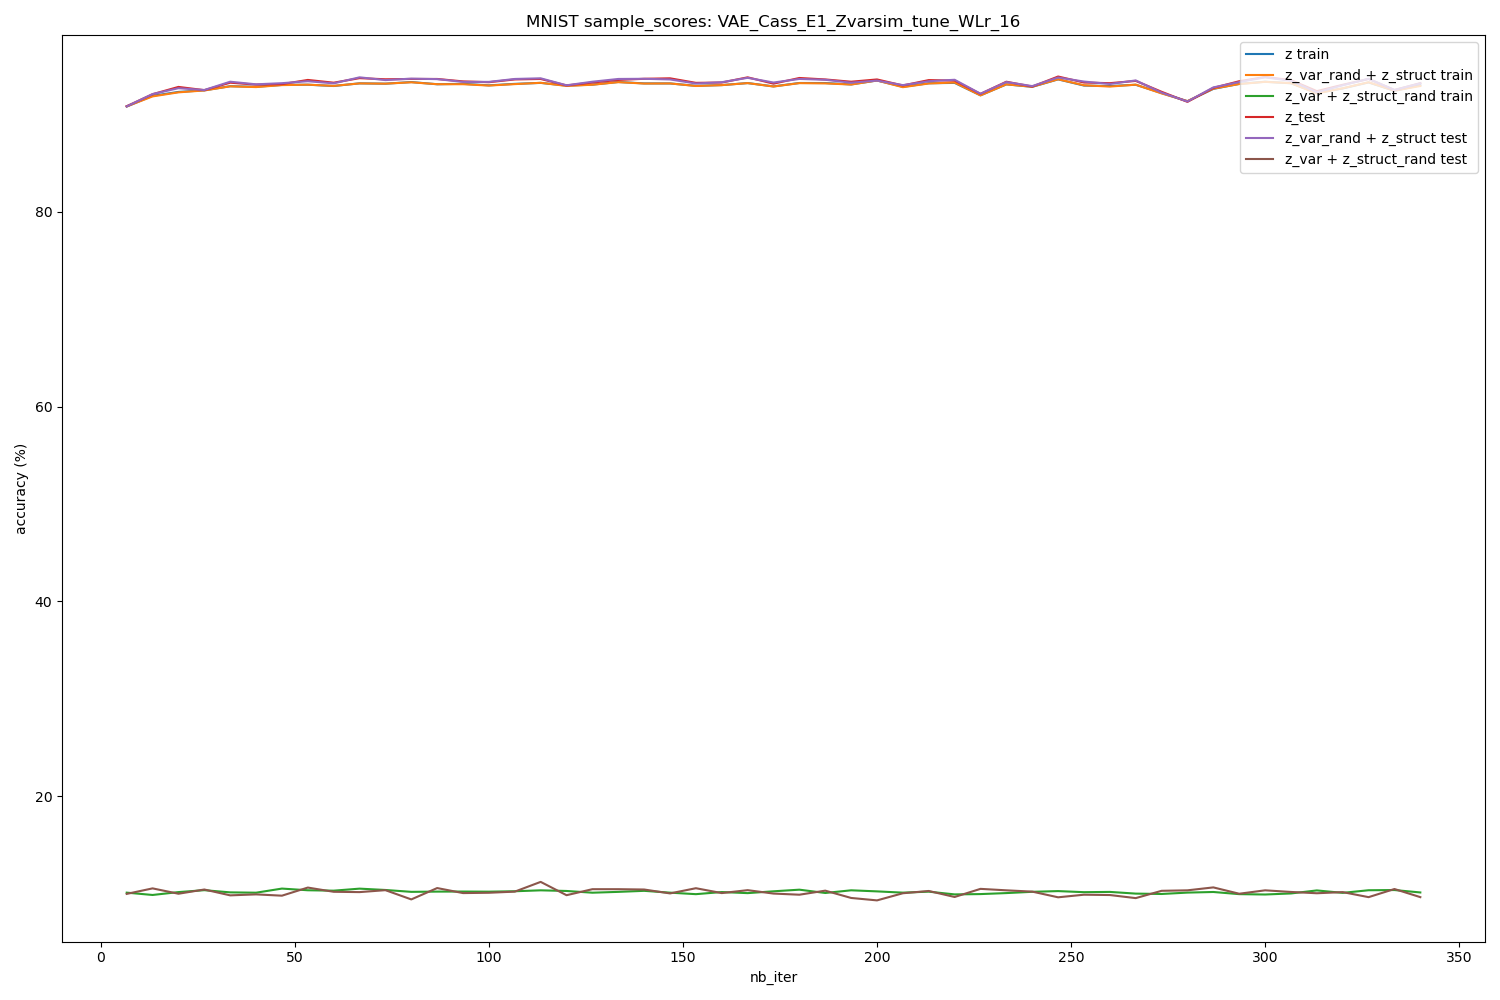 MNIST sample_scores: VAE_Cass_E1_Zvarsim_tune_WLr_16
z train
z_var_rand + z_struct train
z_var + z_struct_rand train
z_test
z_var_rand + z_struct test
z_var + z_struct_rand test
80
60
40
20
accuracy (%)
0 50 100 150 200 250 300 350
nb_iter